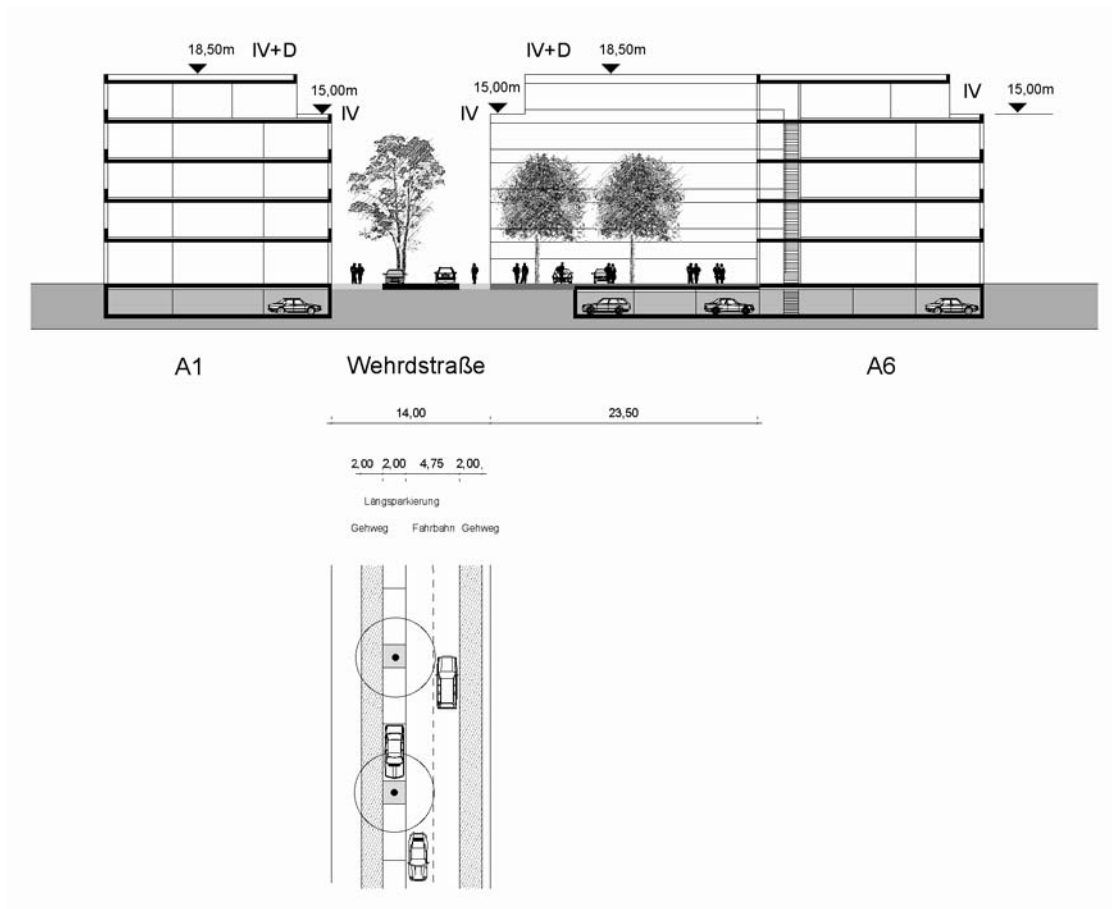 18,50m IV+D IV+D 18,50m
15,00m 15,00m 15,00m
IV IV IV
A1 Wehrdstraße A6
14,00 23,50
2,00 2,00 4,75 2,00
Längsparkierung
Gehweg Fahrbahn Gehweg